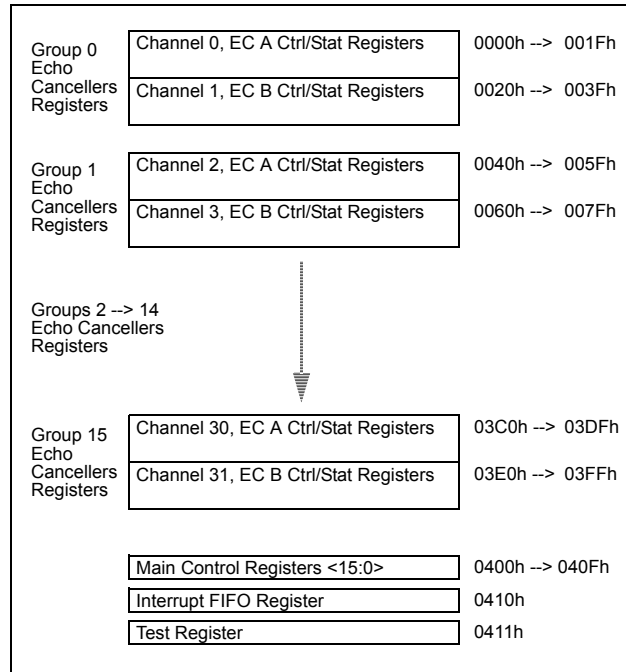 Group 0
Echo
Cancellers
Registers
Channel 0, EC A Ctrl/Stat Registers
0000h --> 001Fh
Channel 1, EC B Ctrl/Stat Registers
0020h --> 003Fh
Group 1
Echo
Cancellers
Registers
Channel 2, EC A Ctrl/Stat Registers
0040h --> 005Fh
Channel 3, EC B Ctrl/Stat Registers
0060h --> 007Fh
Groups 2 --> 14
Echo Cancellers
Registers
Group 15
Echo
Cancellers
Registers
Channel 30, EC A Ctrl/Stat Registers
03C0h --> 03DFh
Channel 31, EC B Ctrl/Stat Registers
03E0h --> 03FFh
Main Control Registers <15:0>
0400h --> 040Fh
Interrupt FIFO Register
0410h
Test Register
0411h